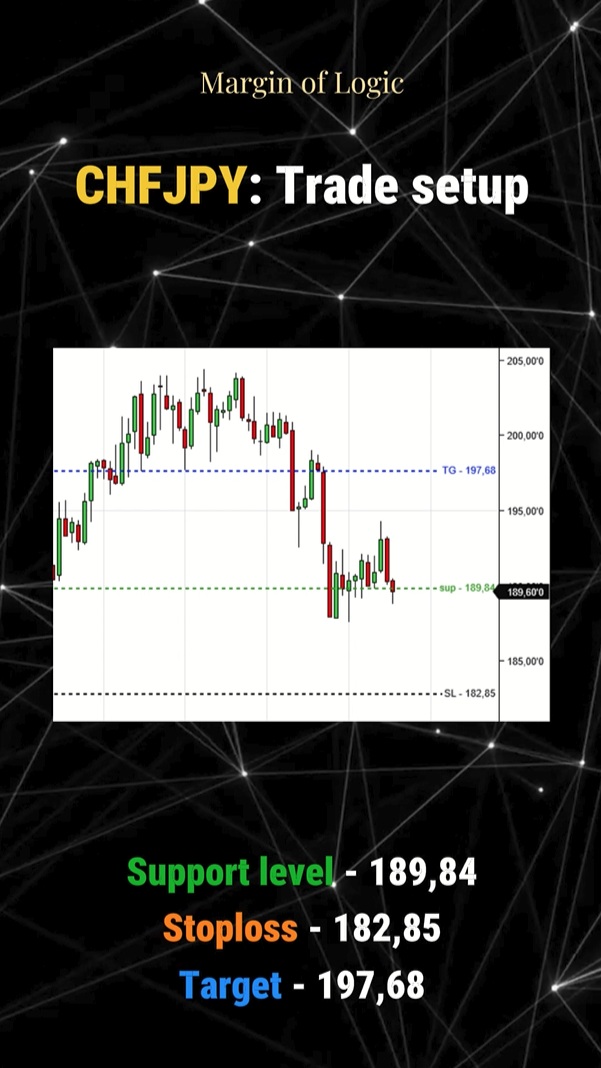 Margin of Logic
CHFJPY: Trade setup
205,00'0
200,00'0
TG - 197,68
195,00'0
sup - 189,84
189,60'0
185,00'0
SL - 182,85
Support level - 189,84
Stoploss - 182,85
Target - 197,68